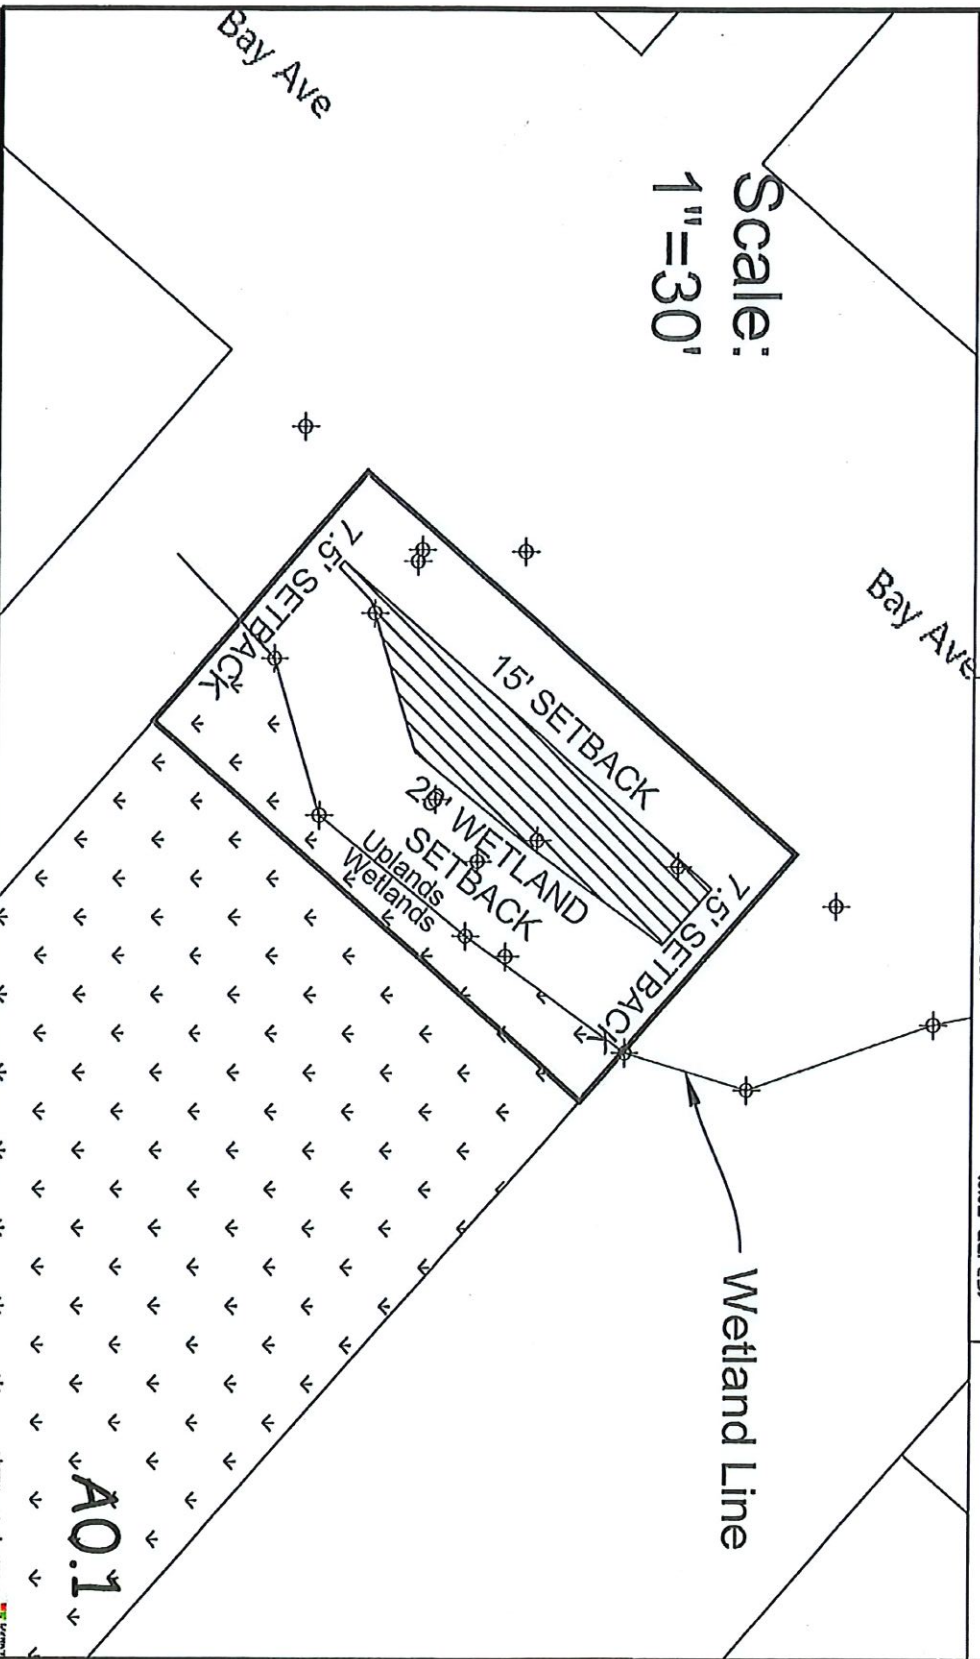 Bay Ave
Scale:
1"=30'
Bay Ave
7.5' SETBACK
15' SETBACK
WETLAND
SETBACK
7.5' SETBACK
Uplands
Wetlands
Wetland Line
A0.1